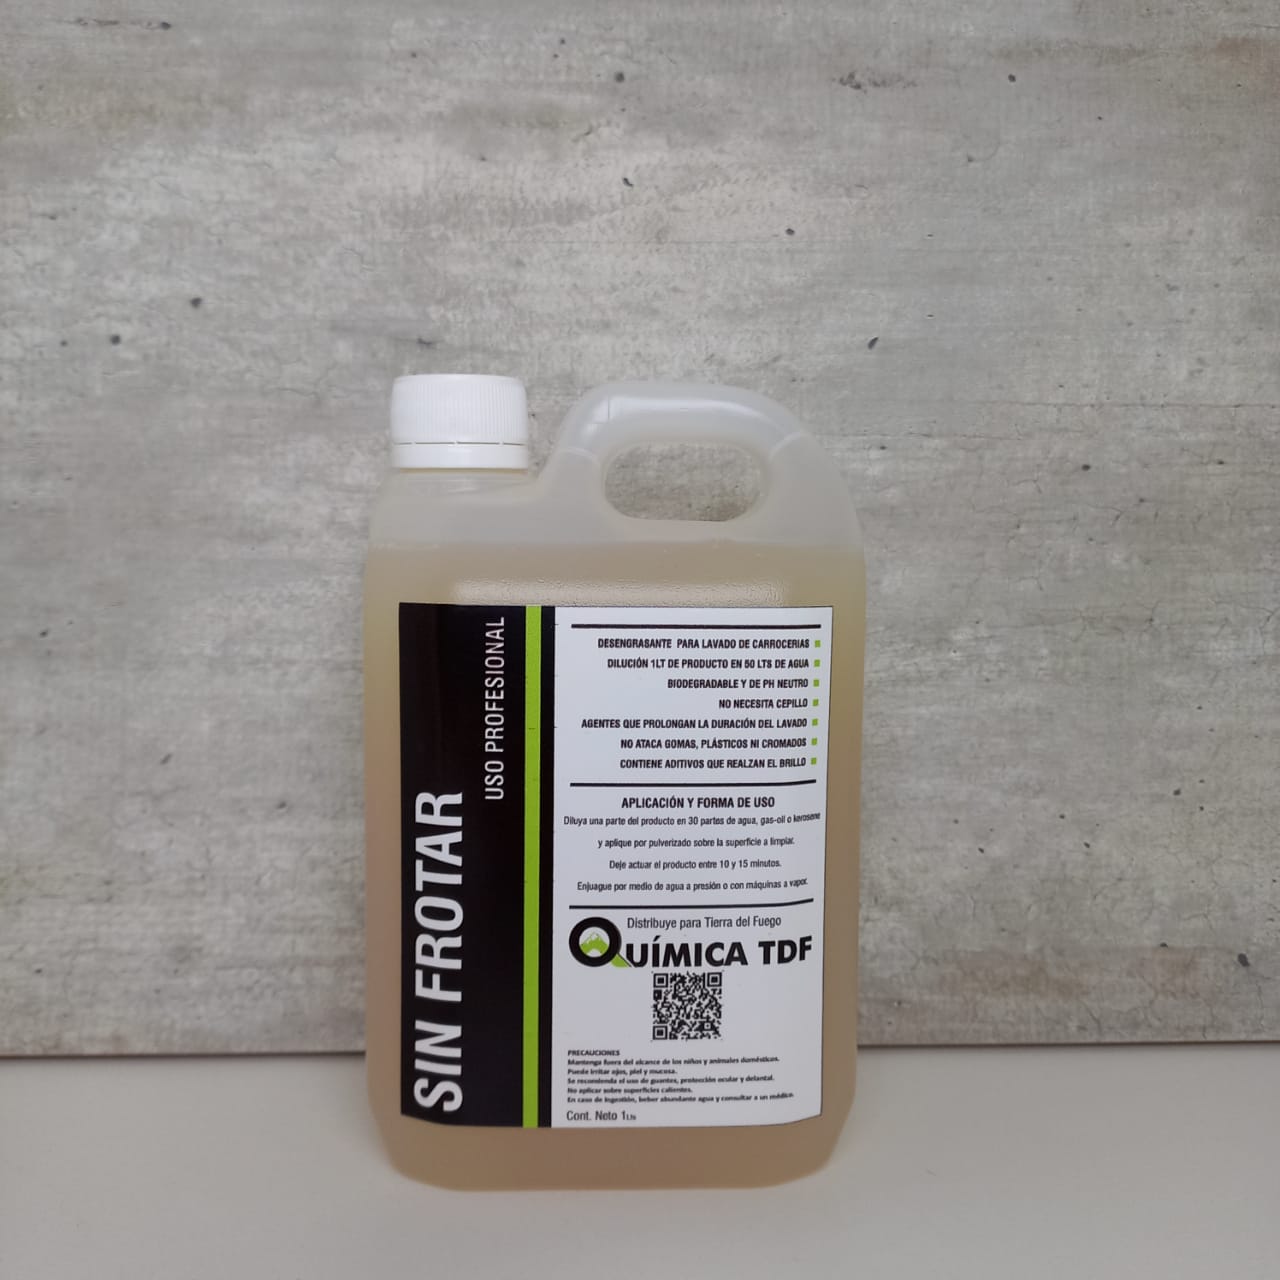 SIN FROTAR
USO PROFESIONAL
DESENGRASANTE PARA LAVADO DE CARROCERIAS
DILUCIÓN 1LT DE PRODUCTO EN 50 LTS DE AGUA
BIODEGRADABLE Y DE PH NEUTRO
NO NECESITA CEPILLO
AGENTES QUE PROLONGAN LA DURACIÓN DEL LAVADO
NO ATACA GOMAS, PLÁSTICOS NI CROMADOS
CONTIENE ADITIVOS QUE REALZAN EL BRILLO
APLICACIÓN Y FORMA DE USO
Diluya una parte del producto en 30 partes de agua, gas-oil o kerosene
y aplique por pulverizado sobre la superficie a limpiar.
Deje actuar el producto entre 10 y 15 minutos.
Enjuague por medio de agua a presión o con máquinas a vapor.
Distribuye para Tierra del Fuego
QUÍMICA TDF
PRECAUCIONES
Mantenga fuera del alcance de los niños y animales domésticos.
Puede irritar ojos, piel y mucosa.
Se recomienda el uso de guantes, protección ocular y delantal.
No aplicar sobre superficies calientes.
En caso de ingestión, beber abundante agua y consultar a un médico.
Cont. Neto 1Lts